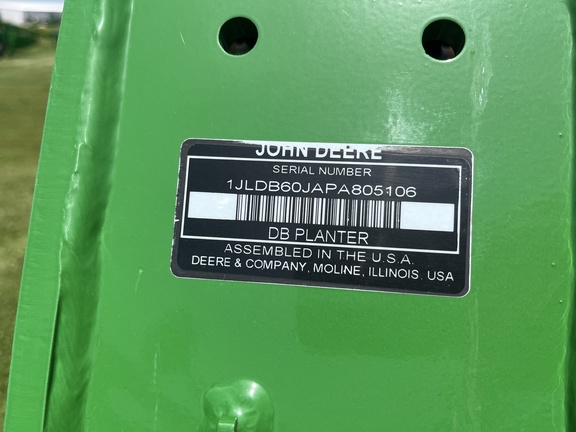 JOHN DEERE
SERIAL NUMBER
1JLDB60JAPA805106
DB PLANTER
ASSEMBLED IN THE U.S.A.
DEERE & COMPANY, MOLINE, ILLINOIS, USA